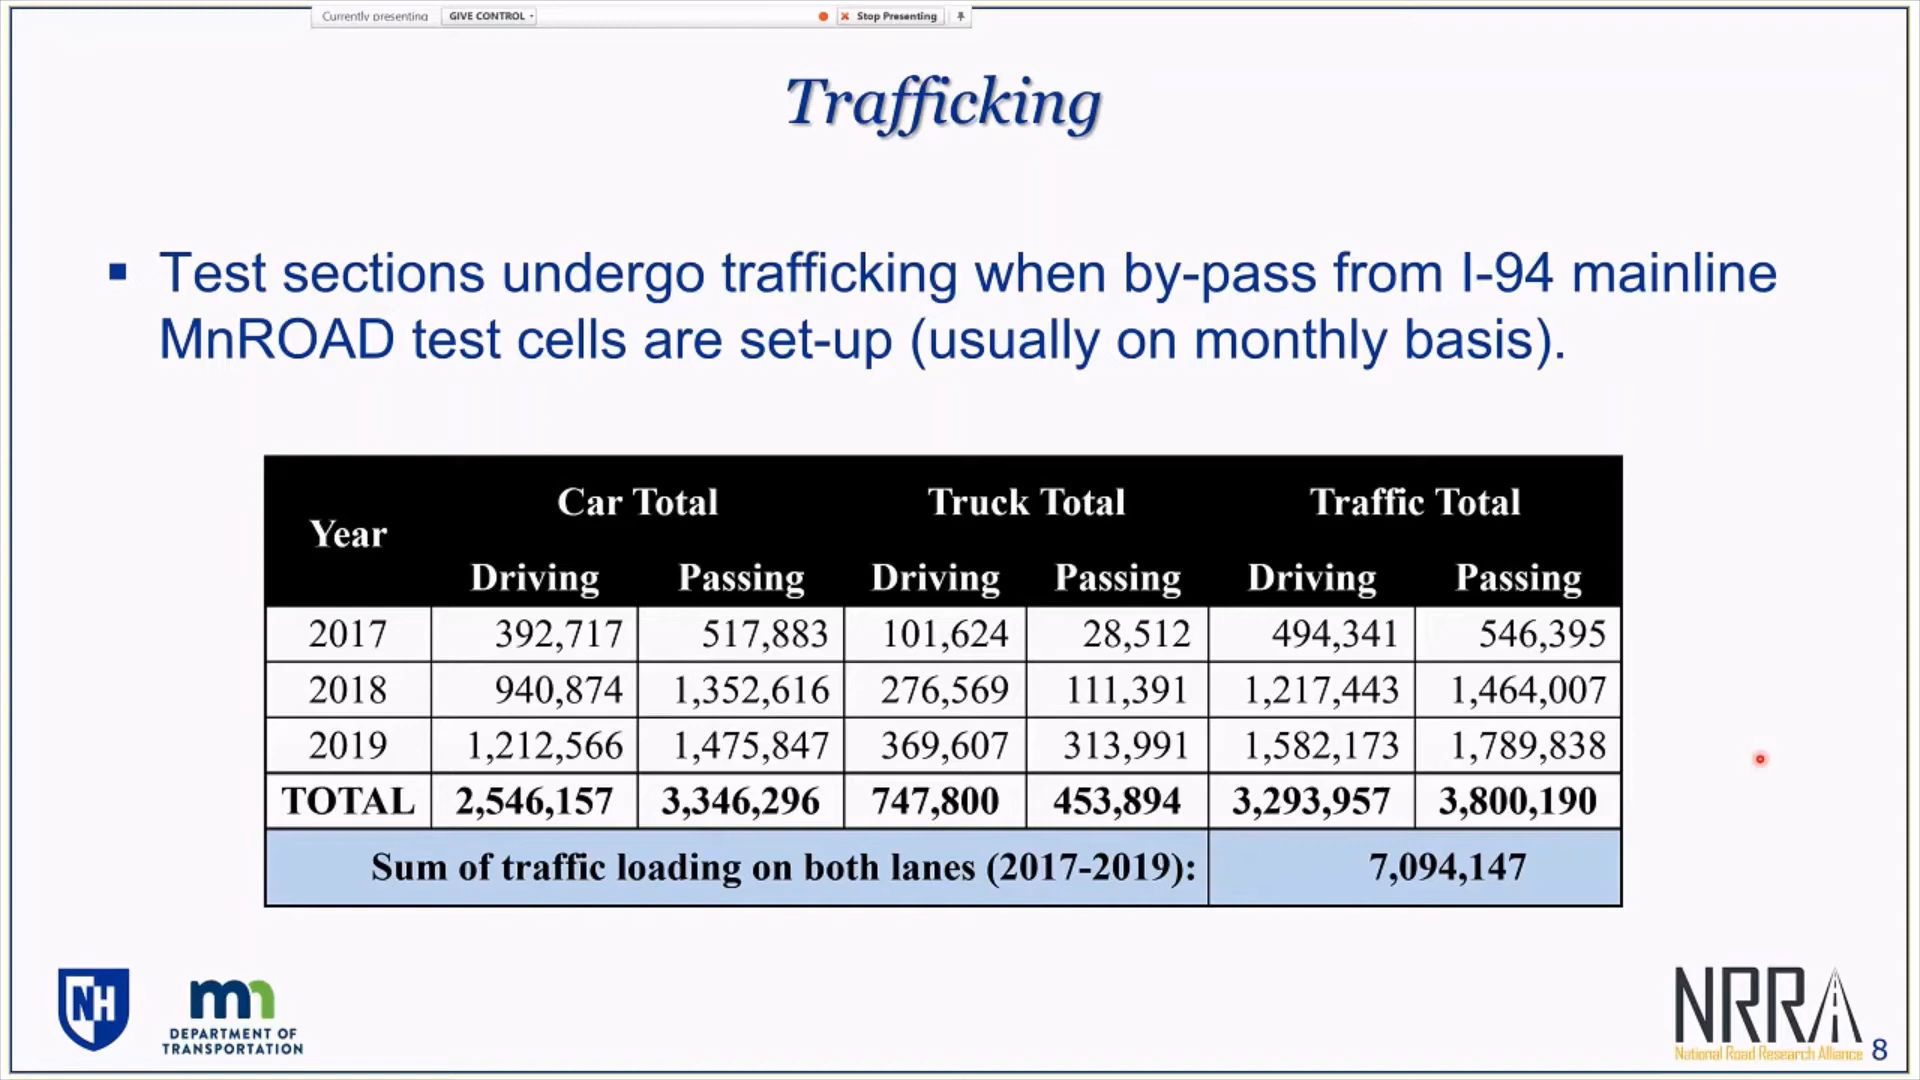 Currently presenting GIVE CONTROL Stop Presenting
Trafficking
▪ Test sections undergo trafficking when by-pass from I-94 mainline
MnROAD test cells are set-up (usually on monthly basis).
Year Car Total Truck Total Traffic Total
Driving Passing Driving Passing Driving Passing
2017 392,717 517,883 101,624 28,512 494,341 546,395
2018 940,874 1,352,616 276,569 111,391 1,217,443 1,464,007
2019 1,212,566 1,475,847 369,607 313,991 1,582,173 1,789,838
TOTAL 2,546,157 3,346,296 747,800 453,894 3,293,957 3,800,190
Sum of traffic loading on both lanes (2017-2019): 7,094,147
NH
mn
DEPARTMENT OF
TRANSPORTATION
NRRA
National Road Research Alliance
8